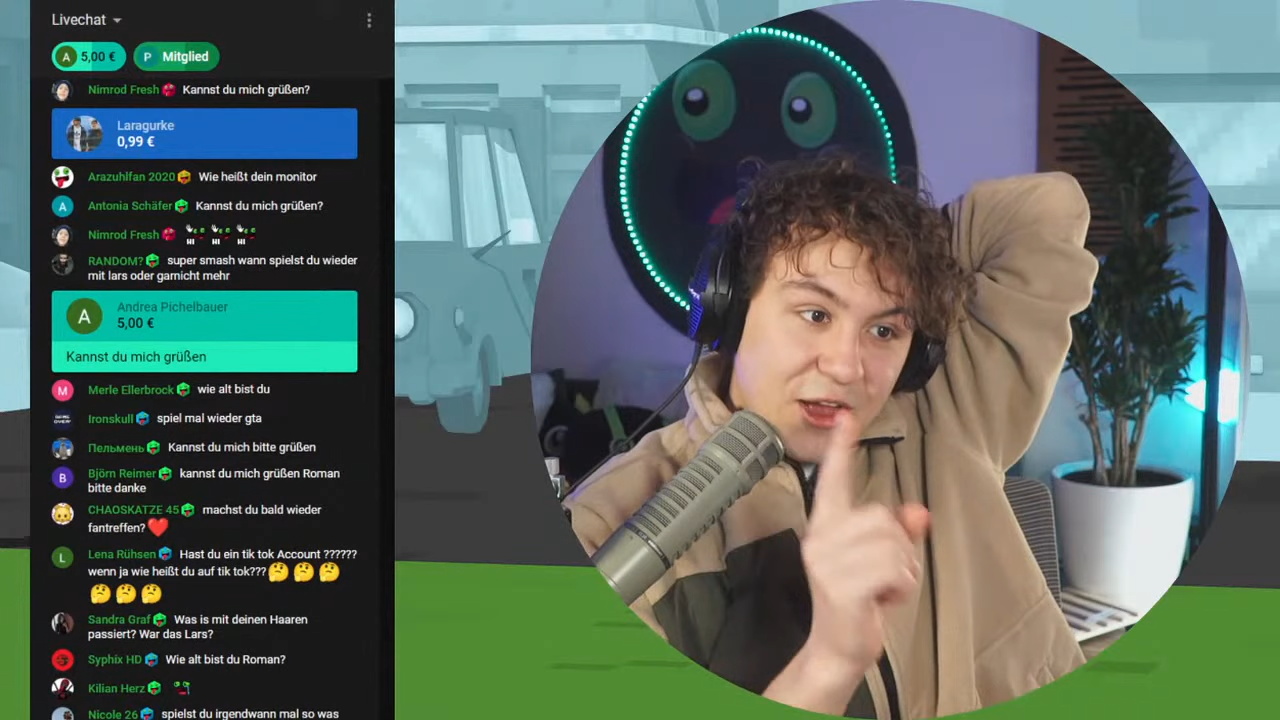 Livechat
A 5,00 € P Mitglied
Nimrod Fresh Kannst du mich grüßen?
Laragurke
0,99 €
Arazuhlfan 2020 Wie heißt dein monitor
A Antonia Schäfer Kannst du mich grüßen?
Nimrod Fresh HI HI HI
RANDOM? super smash wann spielst du wieder
mit lars oder garnicht mehr
Andrea Pichelbauer
A 5,00 €
Kannst du mich grüßen
M Merle Ellerbrock wie alt bist du
Ironskull spiel mal wieder gta
Пельмень Kannst du mich bitte grüßen
B Björn Reimer kannst du mich grüßen Roman
bitte danke
CHAOSKATZE 45 machst du bald wieder
fantreffen?
L Lena Rühsen Hast du ein tik tok Account ??????
wenn ja wie heißt du auf tik tok???
Sandra Graf Was is mit deinen Haaren
passiert? War das Lars?
Syphix HD Wie alt bist du Roman?
Kilian Herz
Nicole 26 spielst du irgendwann mal so was